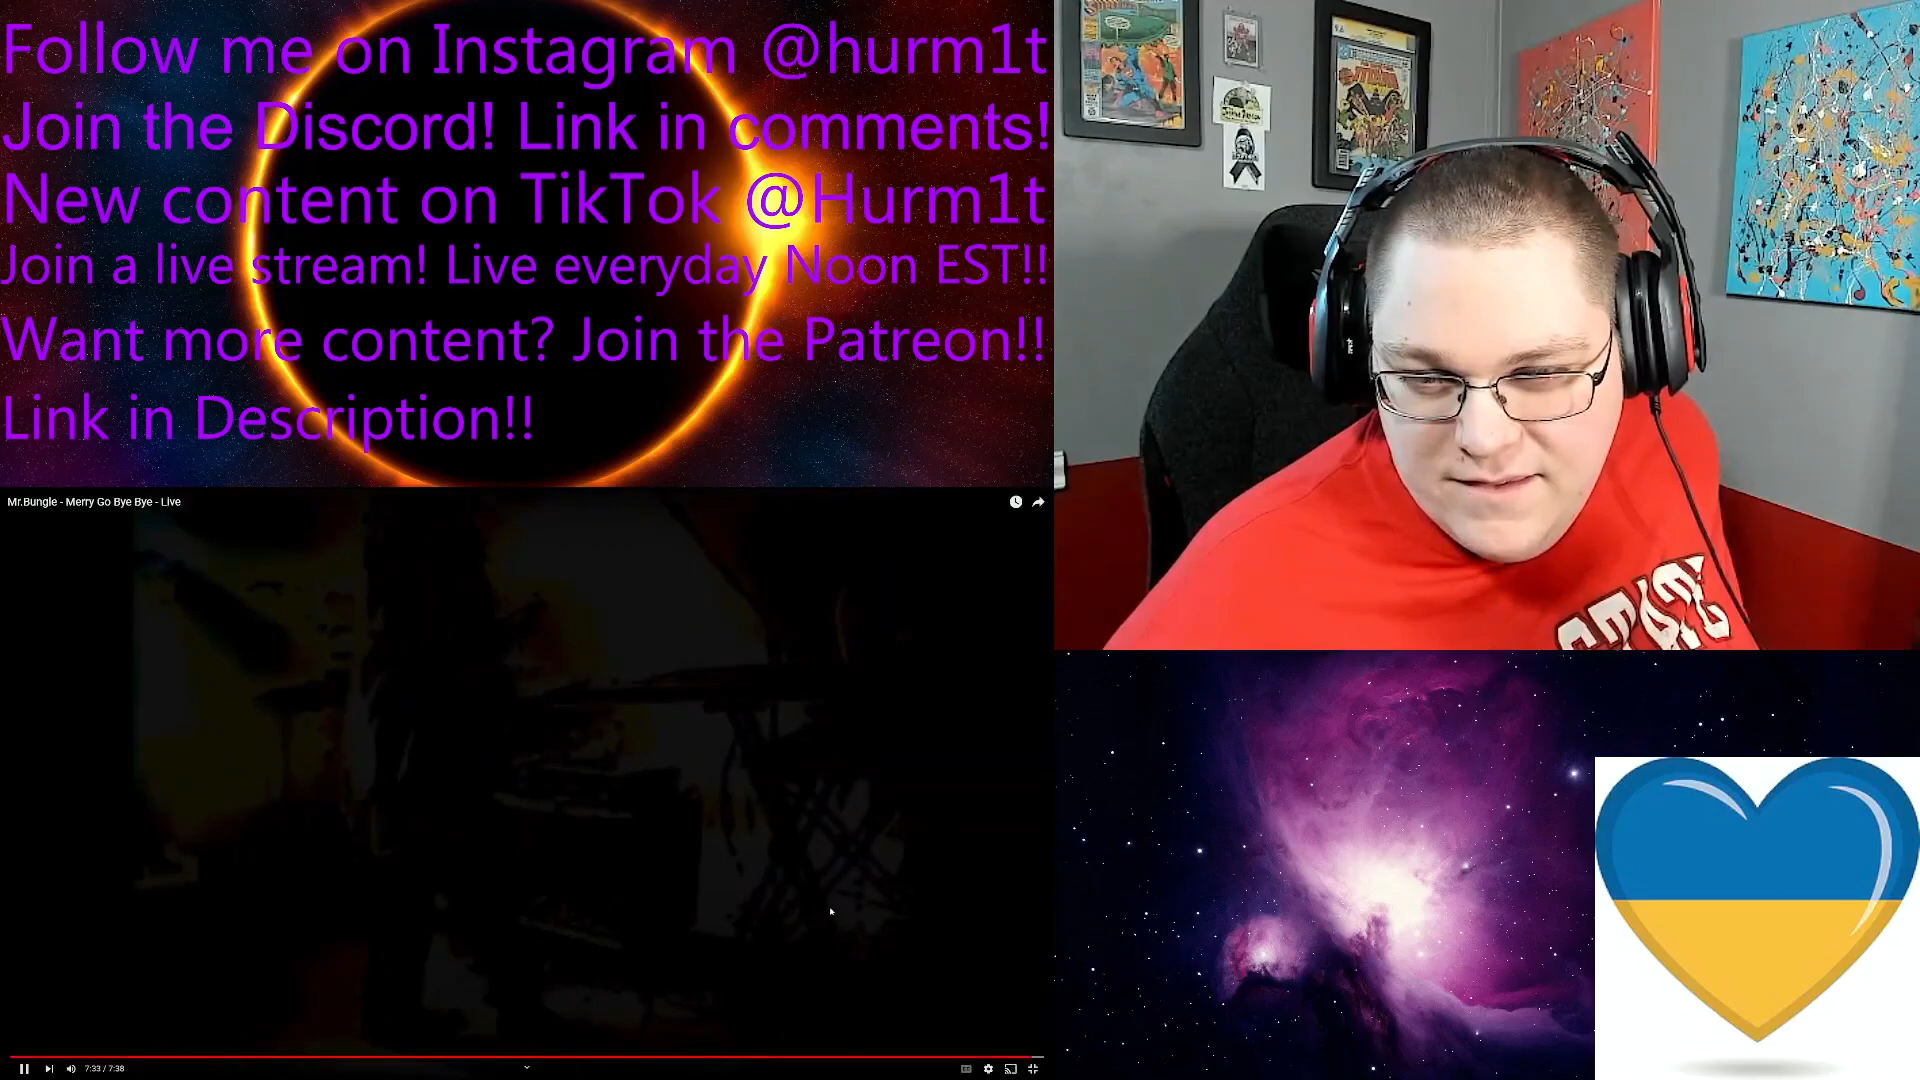 Follow me on Instagram @hurm1t
Join the Discord! Link in comments!
New content on TikTok @Hurm1t
Join a live stream! Live everyday Noon EST!!
Want more content? Join the Patreon!!
Link in Description!!
Mr.Bungle - Merry Go Bye Bye - Live
7:33 / 7:38
STATE